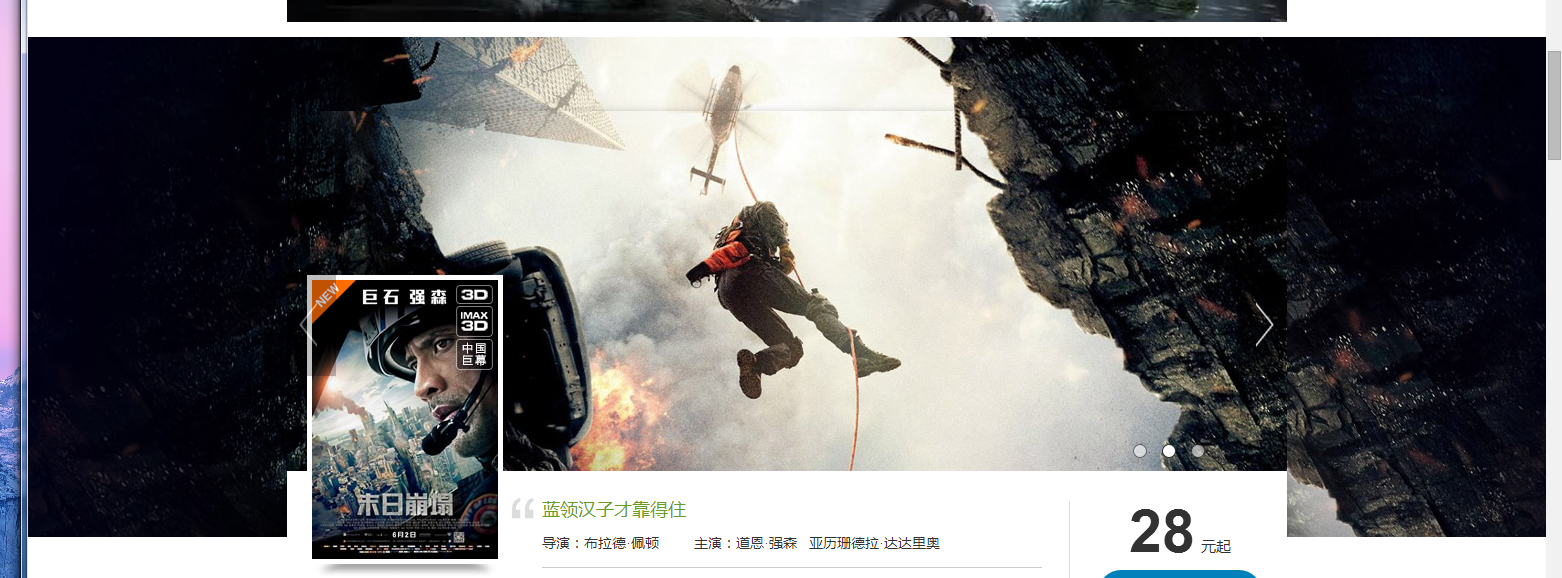 NEW
巨石 强森
3D
IMAX
3D
中国
巨幕
末日崩塌
6月2日
蓝领汉子才靠得住
导演：布拉德·佩顿 主演：道恩·强森 亚历珊德拉·达达里奥
28 元起